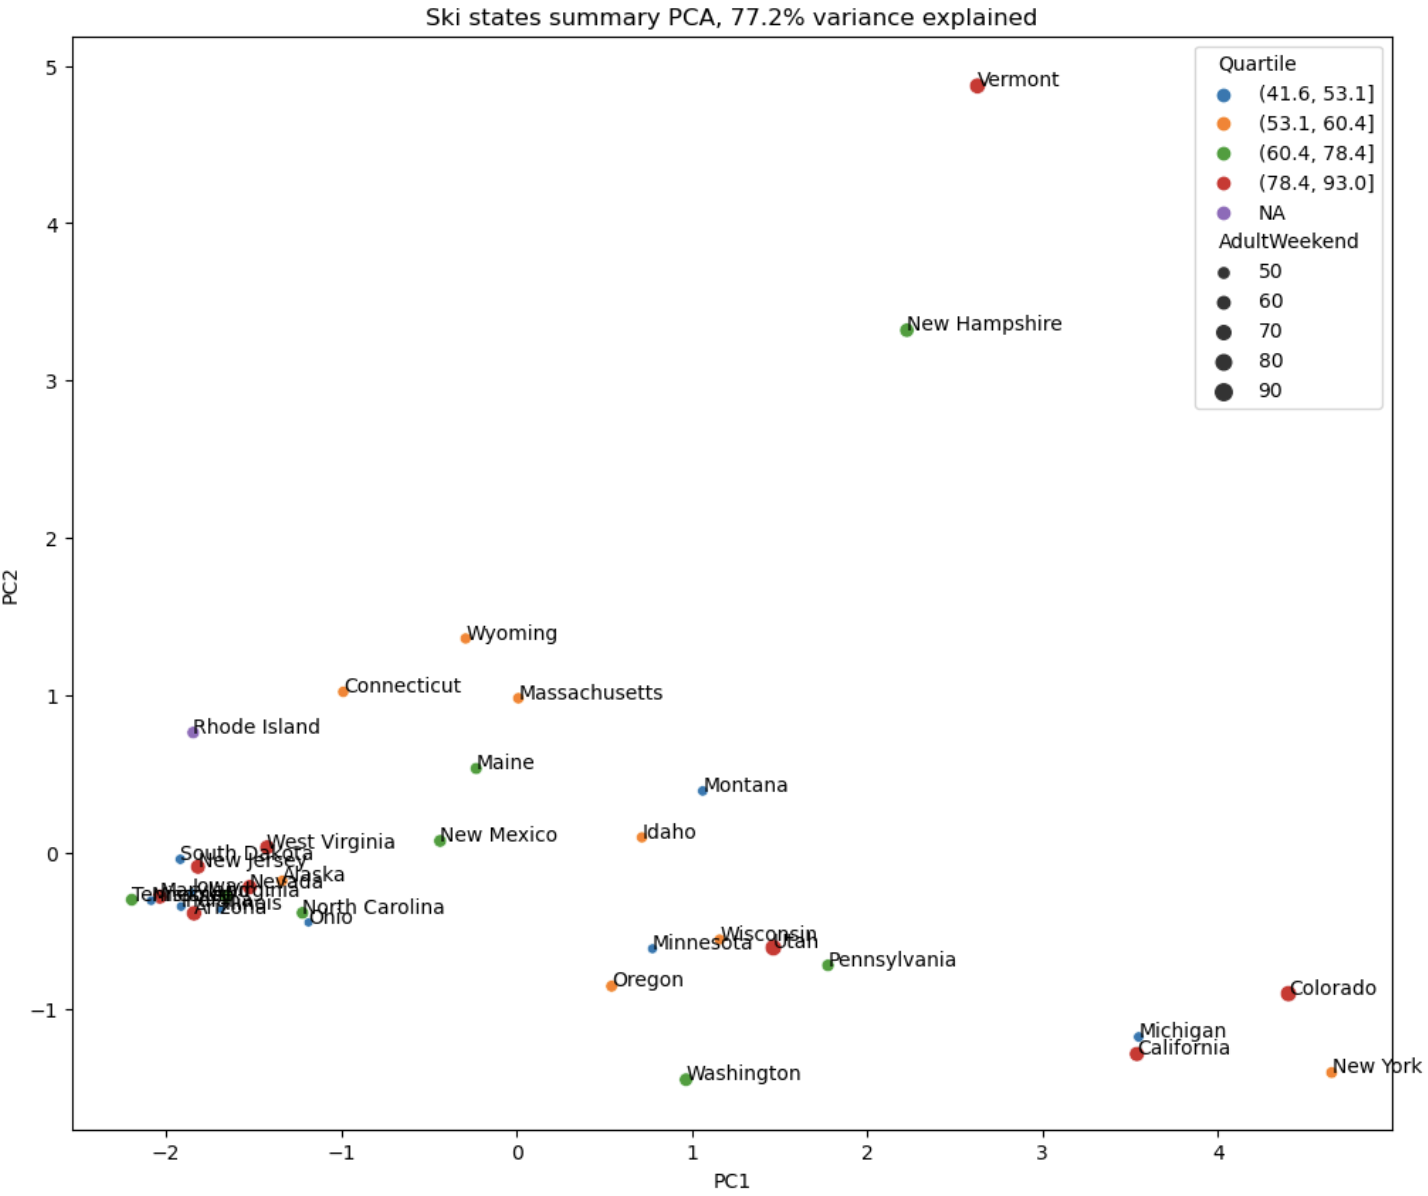 Ski states summary PCA, 77.2% variance explained
Quartile
(41.6, 53.1]
(53.1, 60.4]
(60.4, 78.4]
(78.4, 93.0]
NA
AdultWeekend
50
60
70
80
90
5
4
3
2
1
0
−1
PC2
Vermont
New Hampshire
Wyoming
Connecticut
Massachusetts
Rhode Island
Maine
Montana
New Mexico
Idaho
West Virginia
South Dakota
New Jersey
Alaska
Nevada
Arizona
North Carolina
Ohio
Wisconsin
Minnesota
Utah
Pennsylvania
Oregon
Colorado
Michigan
California
New York
Washington
−2
−1
0
1
2
3
4
PC1